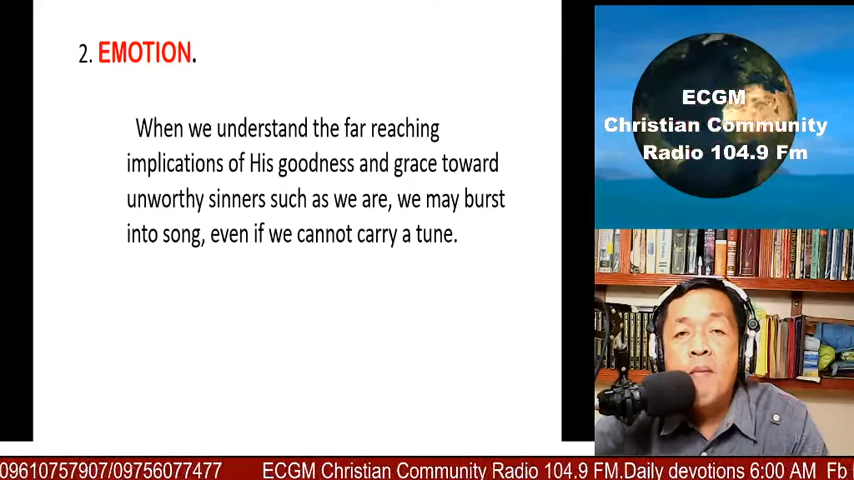 2. EMOTION.
When we understand the far reaching
implications of His goodness and grace toward
unworthy sinners such as we are, we may burst
into song, even if we cannot carry a tune.
ECGM
Christian Community
Radio 104.9 Fm
09610757907/09756077477 ECGM Christian Community Radio 104.9 FM.Daily devotions 6:00 AM Fb